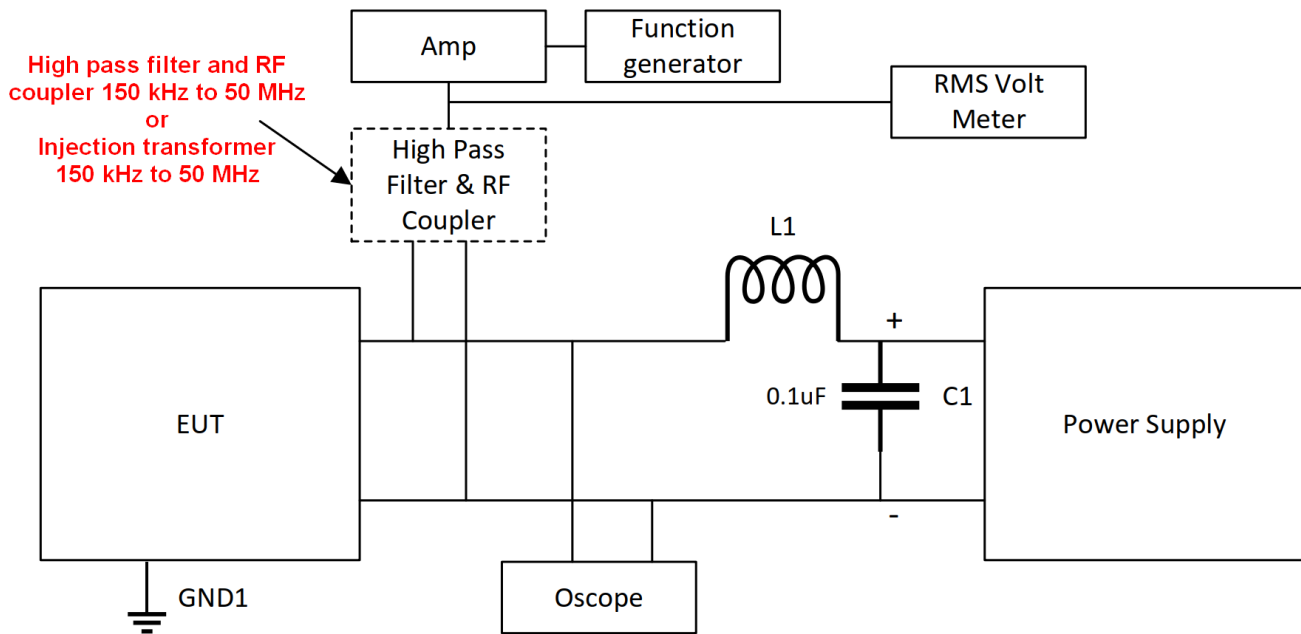 Amp
Function
generator
High pass filter and RF
coupler 150 kHz to 50 MHz
or
Injection transformer
150 kHz to 50 MHz
RMS Volt
Meter
High Pass
Filter & RF
Coupler
L1
+
0.1uF
C1
EUT
Power Supply
-
GND1
Oscope